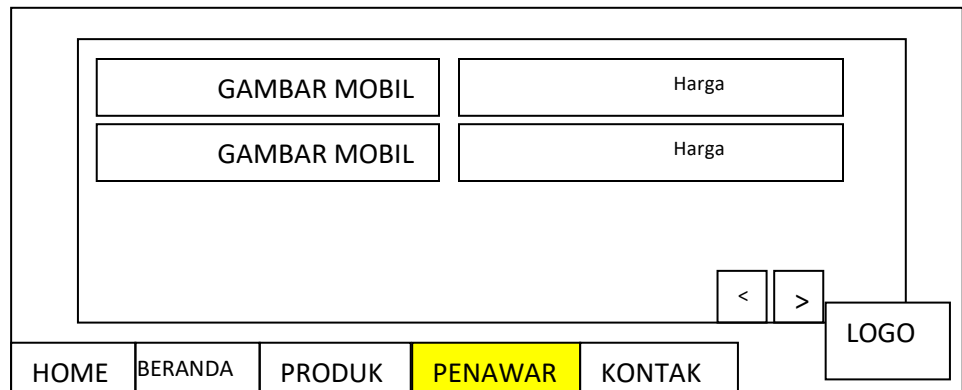 GAMBAR MOBIL Harga
GAMBAR MOBIL Harga
< >
LOGO
HOME BERANDA PRODUK PENAWAR KONTAK